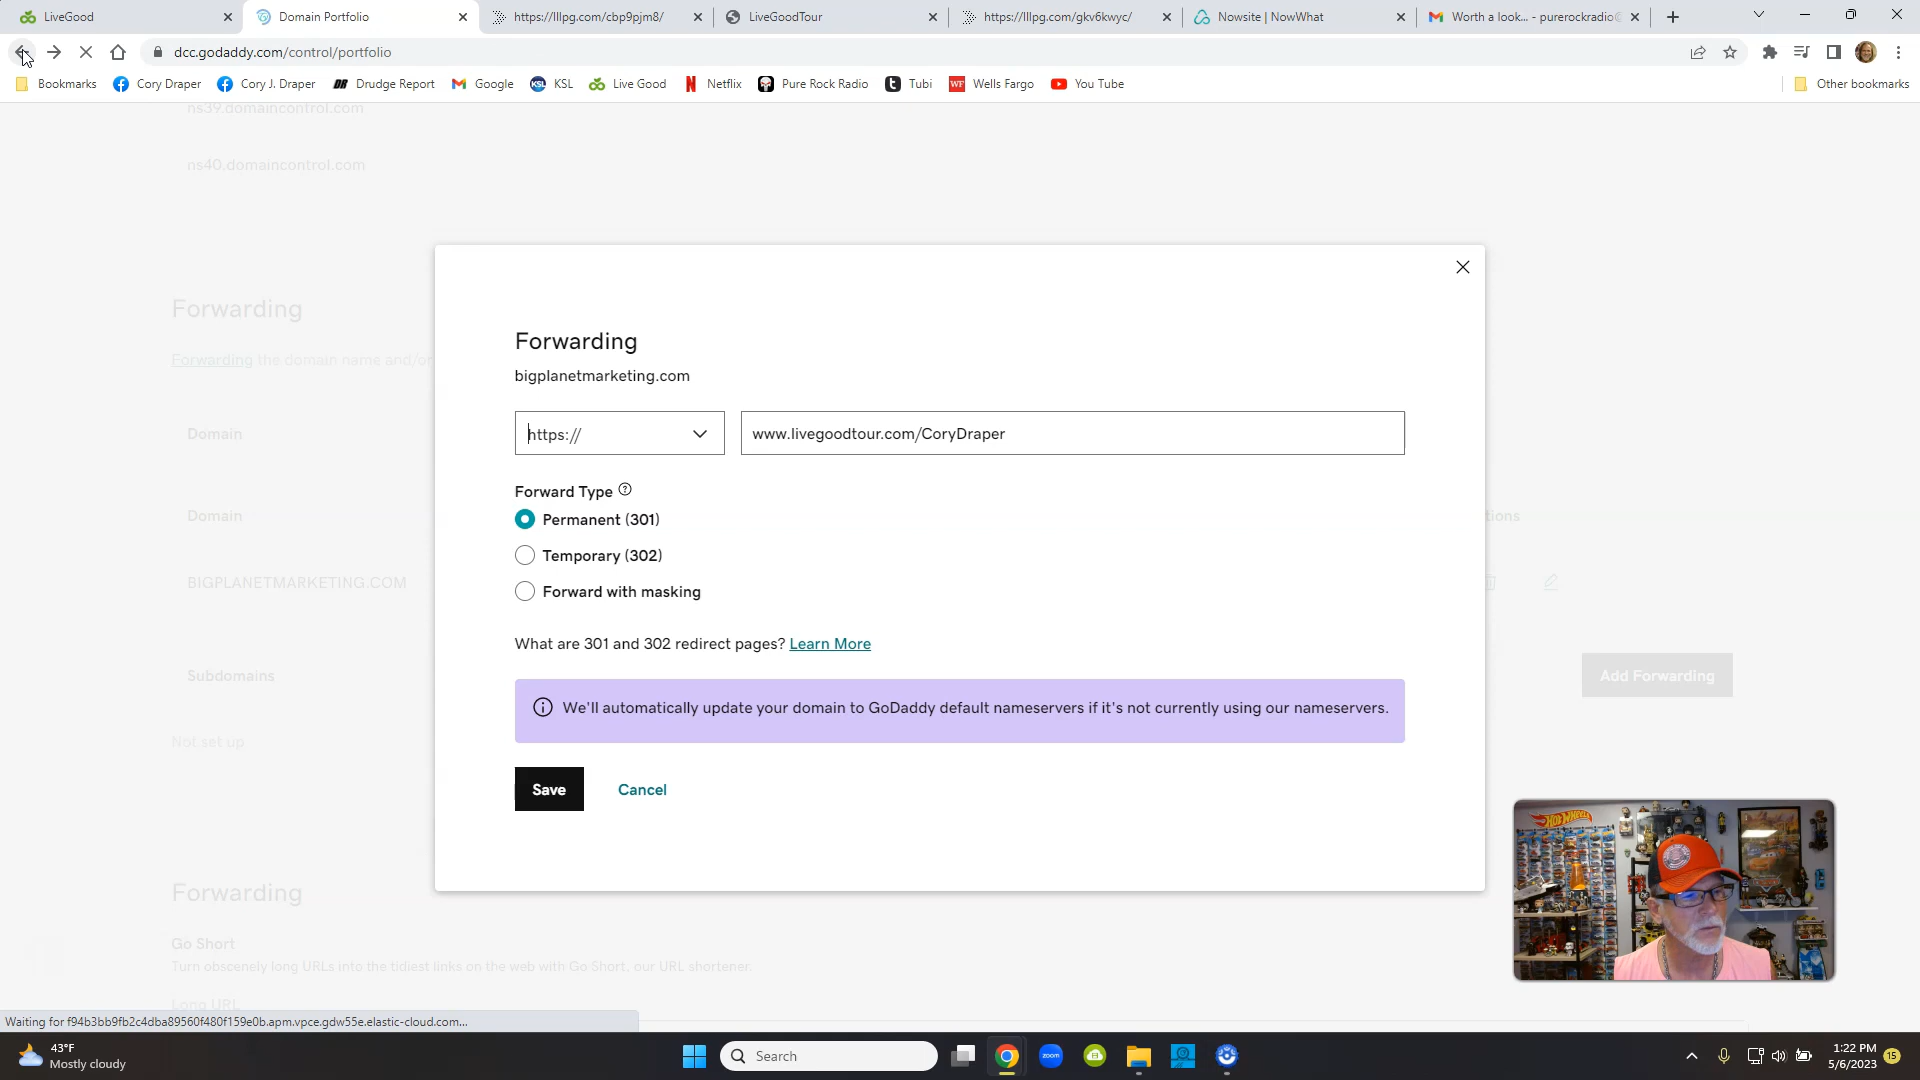 LiveGood
Domain Portfolio
https://lllpg.com/cbp9pjm8/
LiveGoodTour
https://lllpg.com/gkv6kwyc/
Nowsite | NowWhat
Worth a look... - purerockradio@
dcc.godaddy.com/control/portfolio
Bookmarks
Cory Draper
Cory J. Draper
Drudge Report
Google
KSL
Live Good
Netflix
Pure Rock Radio
Tubi
Wells Fargo
You Tube
Other bookmarks
ns39.domaincontrol.com
ns40.domaincontrol.com
Forwarding
Forwarding the domain name and/or
Domain
Domain
tions
BIGPLANETMARKETING.COM
Subdomains
Add Forwarding
Not set up
Forwarding
bigplanetmarketing.com
https://
www.livegoodtour.com/CoryDraper
Forward Type
Permanent (301)
Temporary (302)
Forward with masking
What are 301 and 302 redirect pages? Learn More
We'll automatically update your domain to GoDaddy default nameservers if it's not currently using our nameservers.
Save
Cancel
Forwarding
Go Short
Turn obscenely long URLs into the tidiest links on the web with Go Short, our URL shortener.
Long URL
HOT WHEELS
Waiting for f94b3bb9fb2c4dba89560f480f159e0b.apm.vpce.gdw55e.elastic-cloud.com...
43°F
Mostly cloudy
Search
zoom
1:22 PM
5/6/2023
15